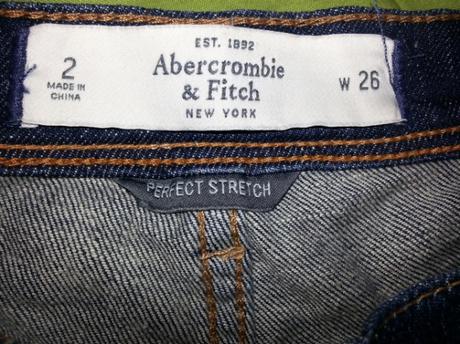 EST. 1892
2
Abercrombie
& Fitch
MADE IN
CHINA
W 26
NEW YORK
PERFECT STRETCH